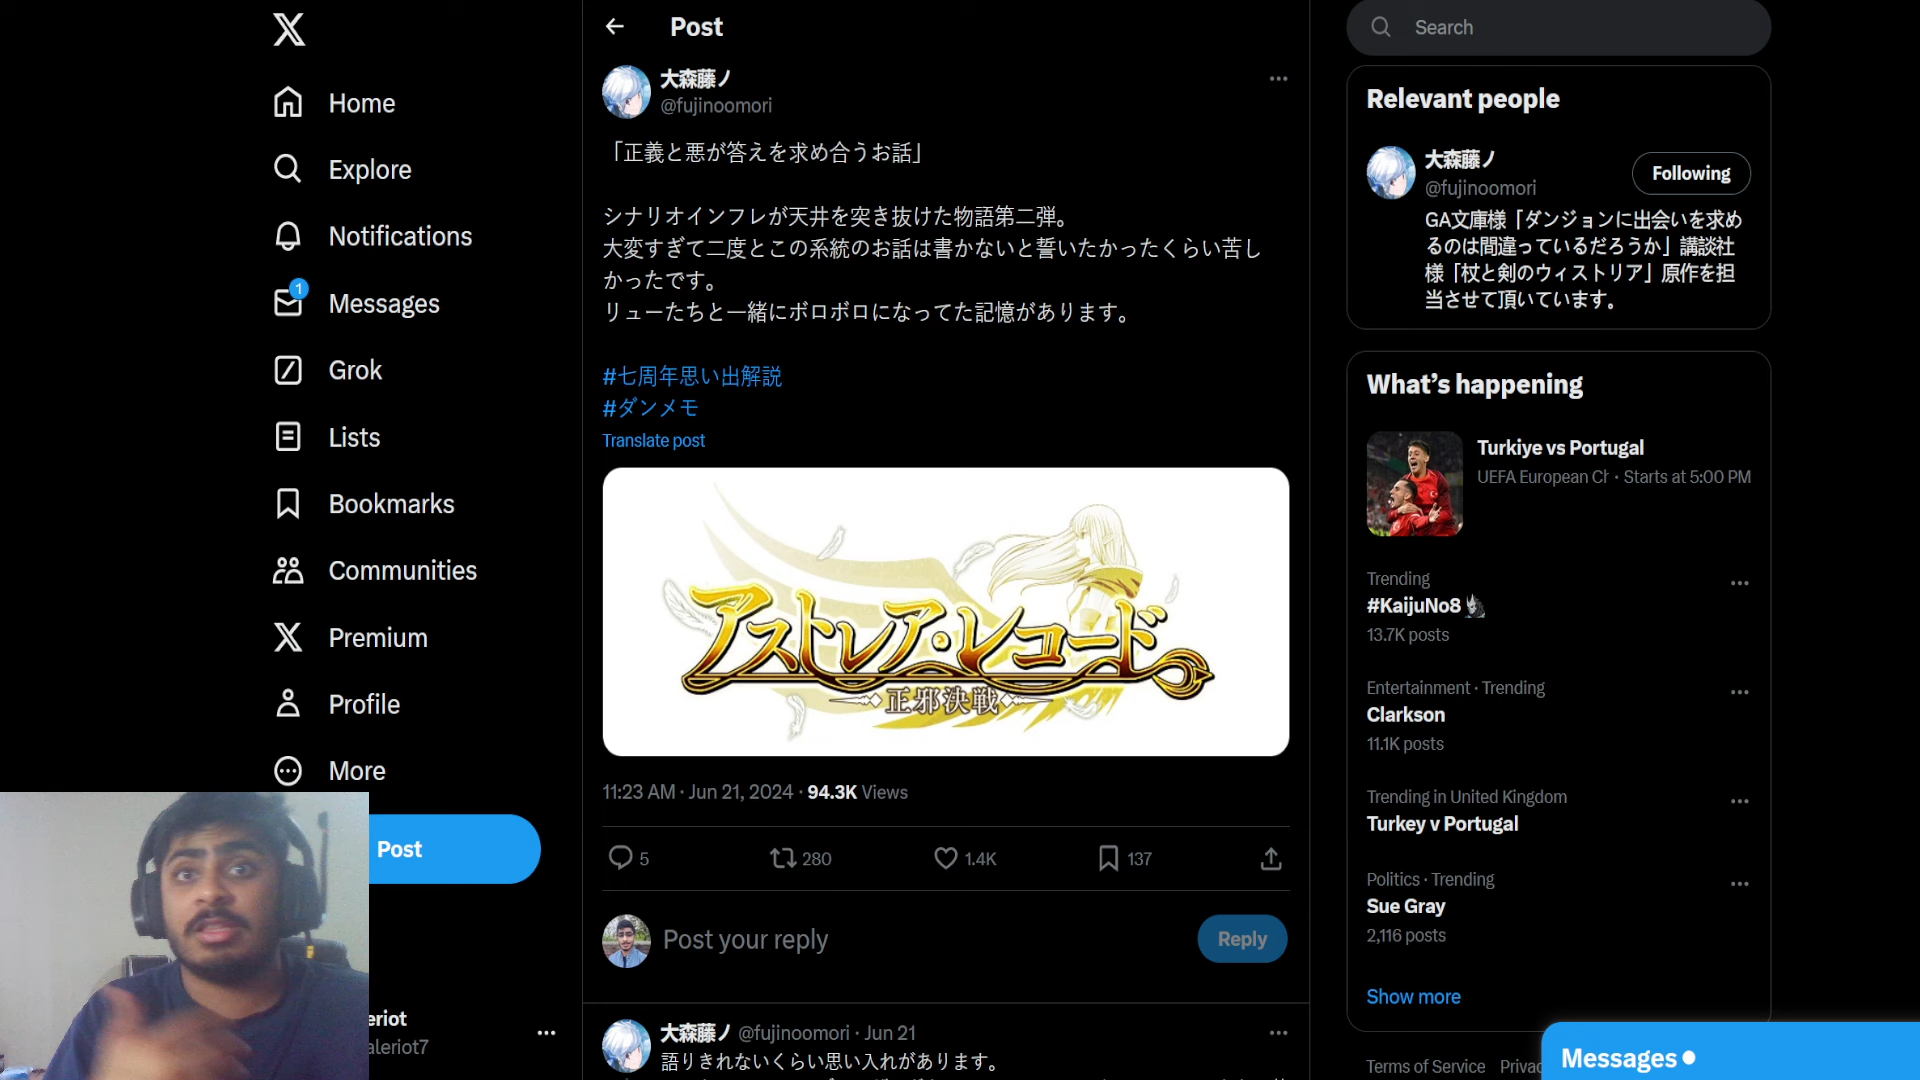 Home
Explore
Notifications
1
Messages
Grok
Lists
Bookmarks
Communities
Premium
Profile
More
Post
eriot
aleriot7
Post
大森藤ノ
@fujinoomori
「正義と悪が答えを求め合うお話」
シナリオインフレが天井を突き抜けた物語第二弾。
大変すぎて二度とこの系統のお話は書かないと誓いたかったくらい苦し
かったです。
リューたちと一緒にボロボロになってた記憶があります。
#七周年思い出解説
#ダンメモ
Translate post
アストレア・レコード
正邪決戦
11:23 AM · Jun 21, 2024 · 94.3K Views
5
280
1.4K
137
Post your reply
Reply
大森藤ノ @fujinoomori · Jun 21
語りきれないくらい思い入れがあります。
Search
Relevant people
大森藤ノ
@fujinoomori
Following
GA文庫様「ダンジョンに出会いを求め
るのは間違っているだろうか」講談社
様「杖と剣のウィストリア」原作を担
当させて頂いています。
What's happening
Turkiye vs Portugal
UEFA European Cł · Starts at 5:00 PM
Trending
#KaijuNo8
13.7K posts
Entertainment · Trending
Clarkson
11.1K posts
Trending in United Kingdom
Turkey v Portugal
Politics · Trending
Sue Gray
2,116 posts
Show more
Terms of Service Privac
Messages